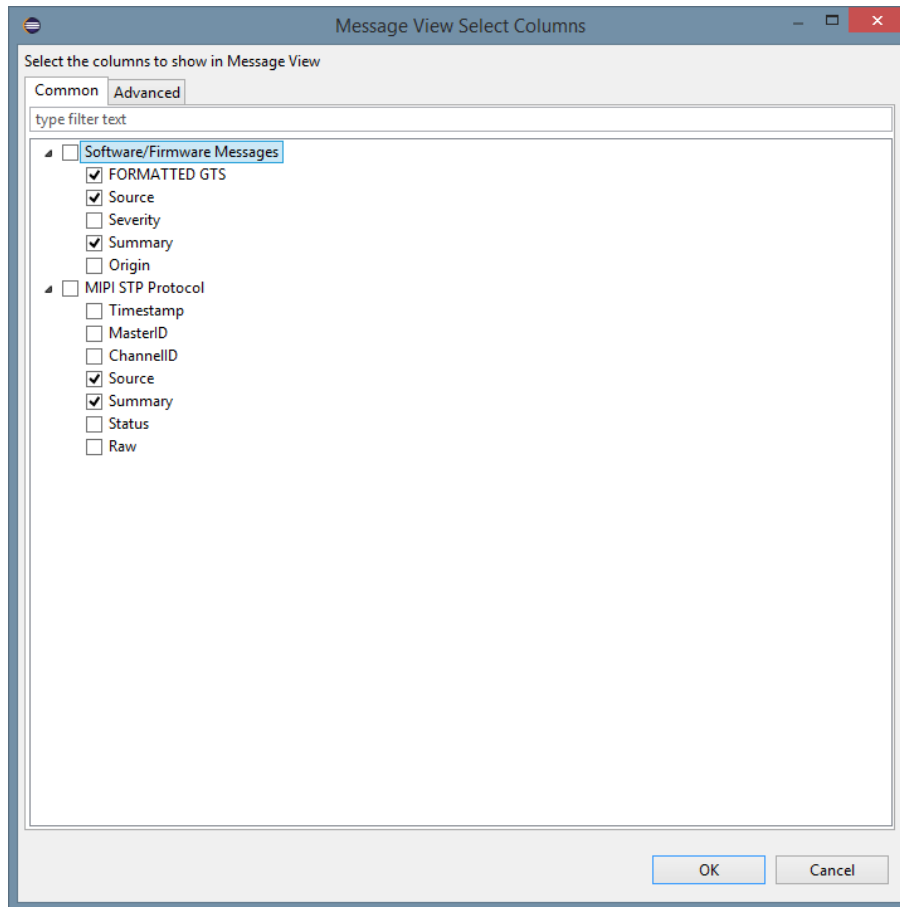 Message View Select Columns
Select the columns to show in Message View
Common Advanced
type filter text
Software/Firmware Messages
FORMATTED GTS
Source
Severity
Summary
Origin
MIPI STP Protocol
Timestamp
MasterID
ChannelID
Source
Summary
Status
Raw
OK Cancel